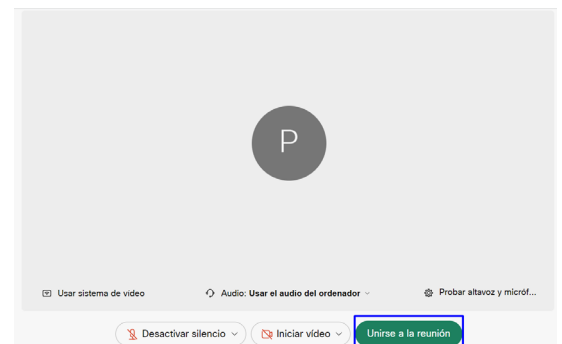 P
Usar sistema de video Audio: Usar el audio del ordenador Probar altavoz y micróf...
Desactivar silencio Iniciar vídeo Unirse a la reunión